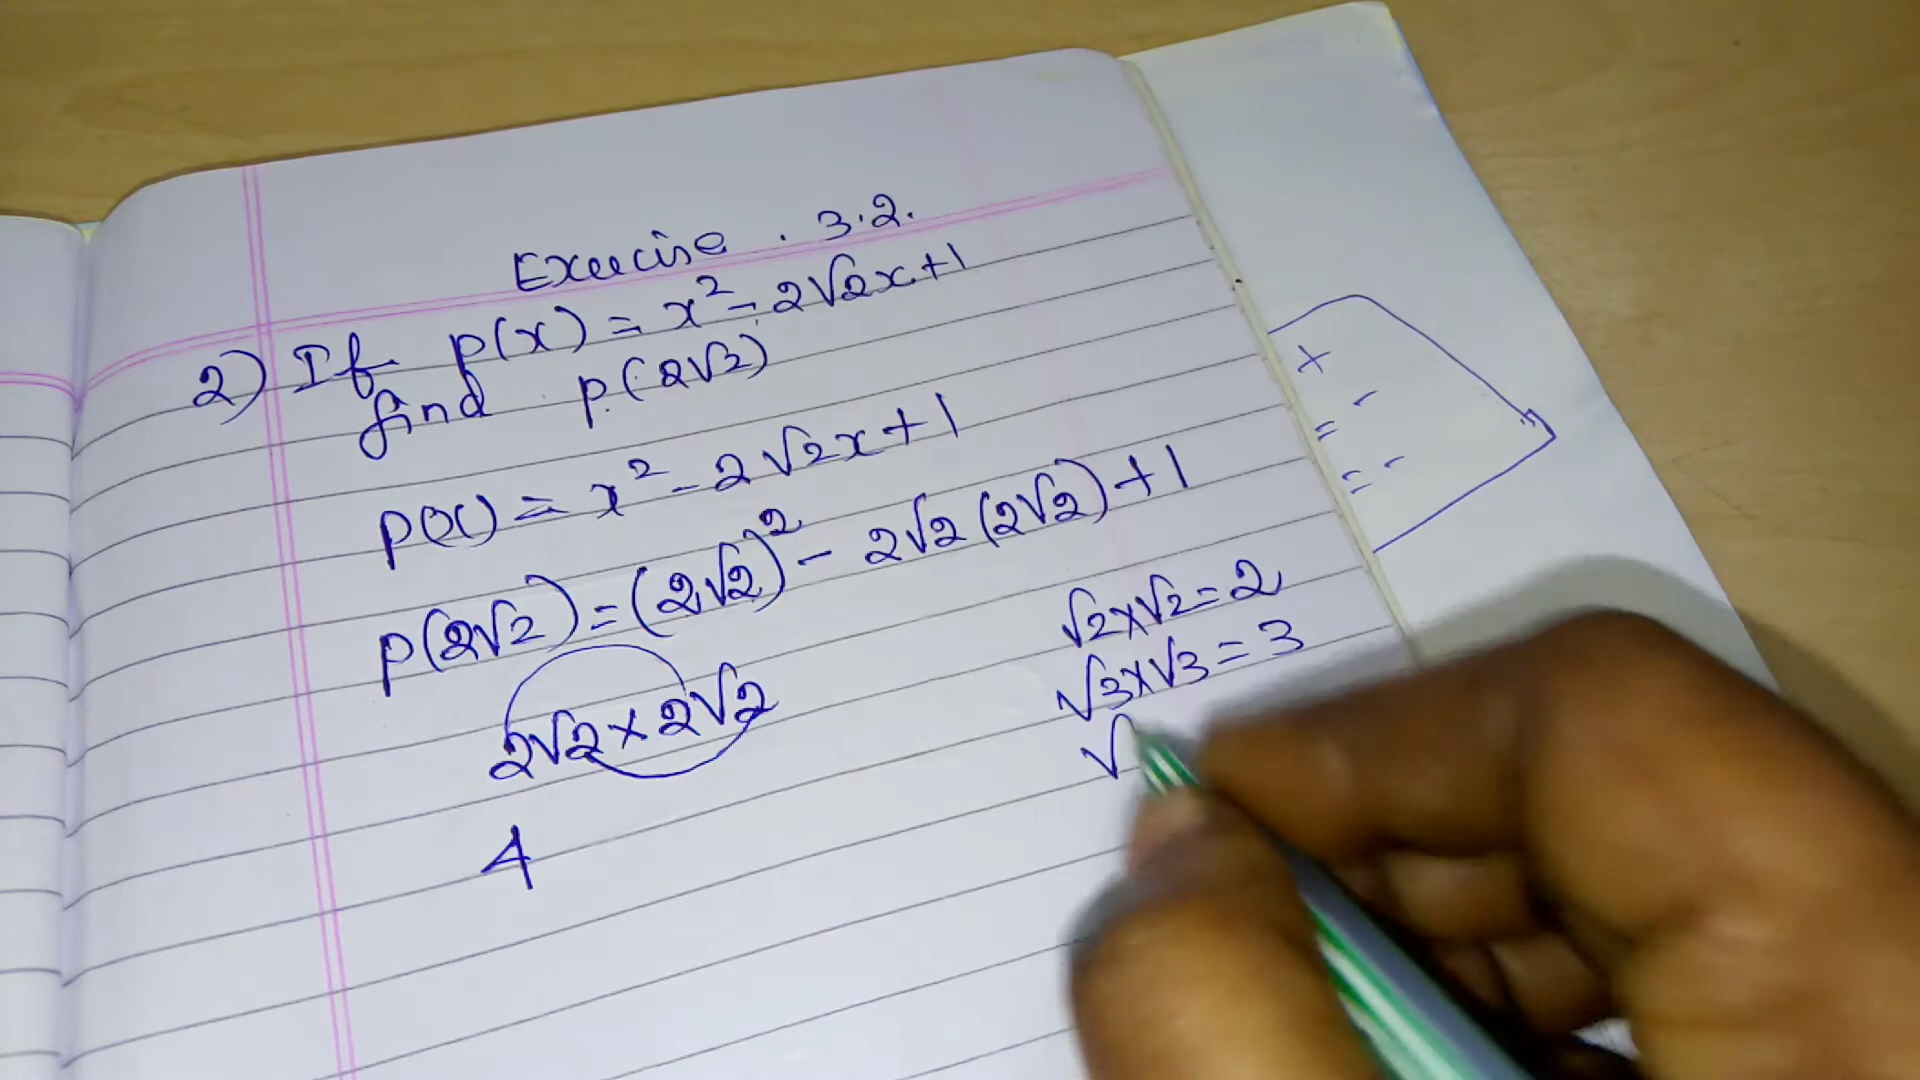 Exercise . 3.2.
2) If p(x) = x² - 2√2x + 1
find p(2√2)
p(x) = x² - 2√2x + 1
p(2√2) = (2√2)² - 2√2 (2√2) + 1
√2 x √2 = 2
√3 x √3 = 3
2√2 x 2√2
√
4
x
-
= -
= -